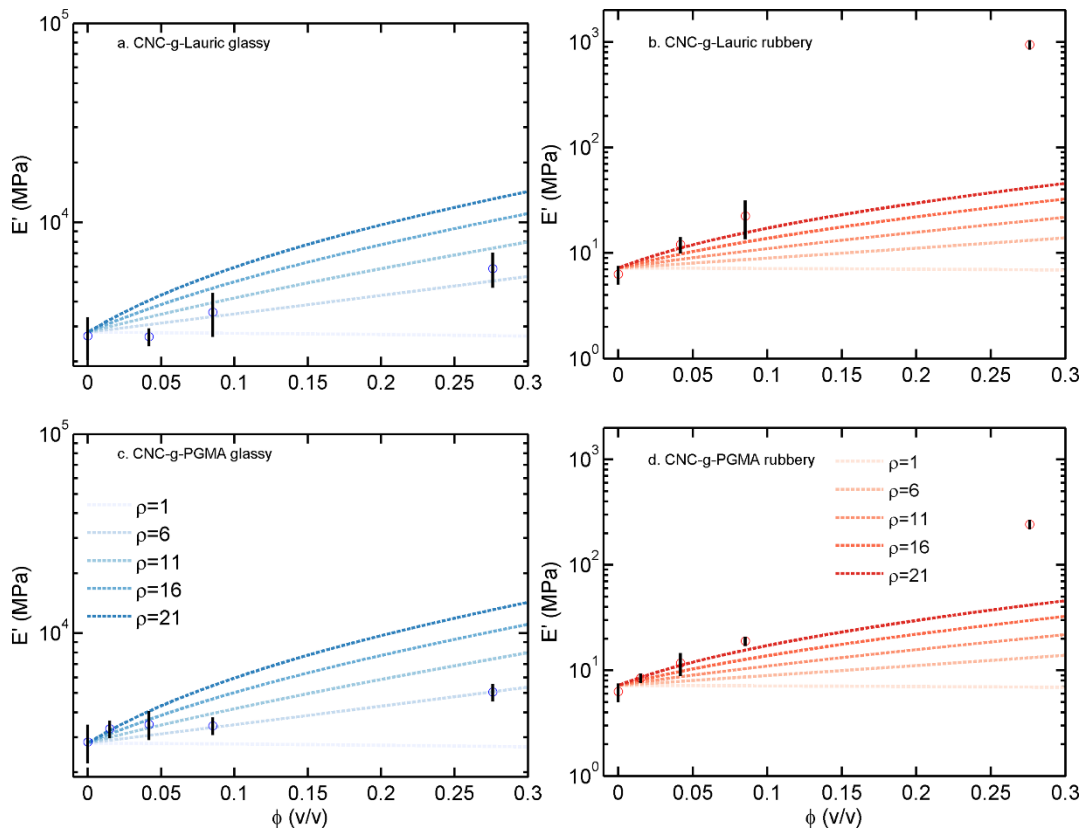 a. CNC-g-Lauric glassy
E' (MPa)
10^5
10^4
0 0.05 0.1 0.15 0.2 0.25 0.3
b. CNC-g-Lauric rubbery
E' (MPa)
10^3
10^2
10^1
10^0
0 0.05 0.1 0.15 0.2 0.25 0.3
c. CNC-g-PGMA glassy
E' (MPa)
10^5
10^4
ρ=1
ρ=6
ρ=11
ρ=16
ρ=21
0 0.05 0.1 0.15 0.2 0.25 0.3
ϕ (v/v)
d. CNC-g-PGMA rubbery
E' (MPa)
10^3
10^2
10^1
10^0
ρ=1
ρ=6
ρ=11
ρ=16
ρ=21
0 0.05 0.1 0.15 0.2 0.25 0.3
ϕ (v/v)